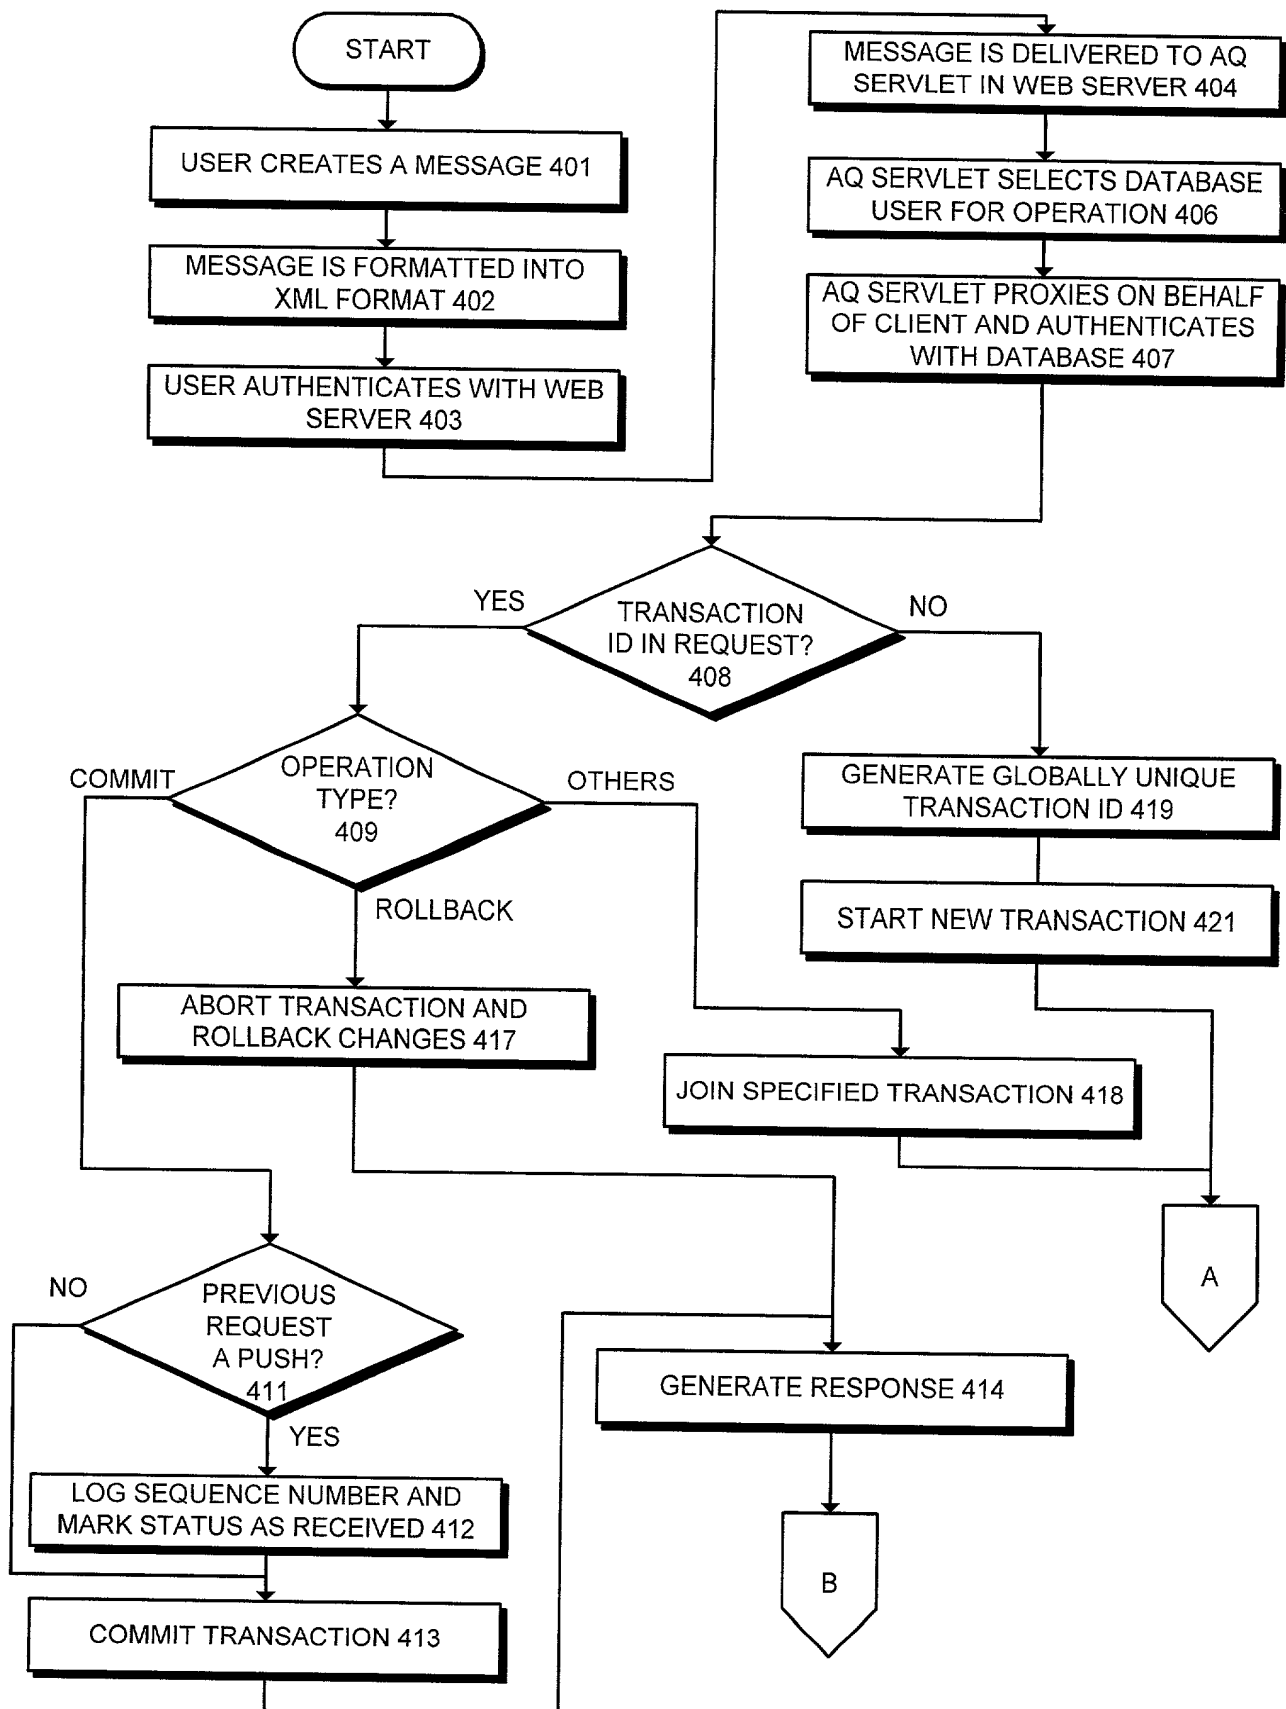 START
USER CREATES A MESSAGE 401
MESSAGE IS FORMATTED INTO
XML FORMAT 402
USER AUTHENTICATES WITH WEB
SERVER 403
MESSAGE IS DELIVERED TO AQ
SERVLET IN WEB SERVER 404
AQ SERVLET SELECTS DATABASE
USER FOR OPERATION 406
AQ SERVLET PROXIES ON BEHALF
OF CLIENT AND AUTHENTICATES
WITH DATABASE 407
TRANSACTION
ID IN REQUEST?
408
YES
NO
OPERATION
TYPE?
409
COMMIT
OTHERS
ROLLBACK
GENERATE GLOBALLY UNIQUE
TRANSACTION ID 419
START NEW TRANSACTION 421
ABORT TRANSACTION AND
ROLLBACK CHANGES 417
JOIN SPECIFIED TRANSACTION 418
A
NO
PREVIOUS
REQUEST
A PUSH?
411
YES
GENERATE RESPONSE 414
LOG SEQUENCE NUMBER AND
MARK STATUS AS RECEIVED 412
B
COMMIT TRANSACTION 413